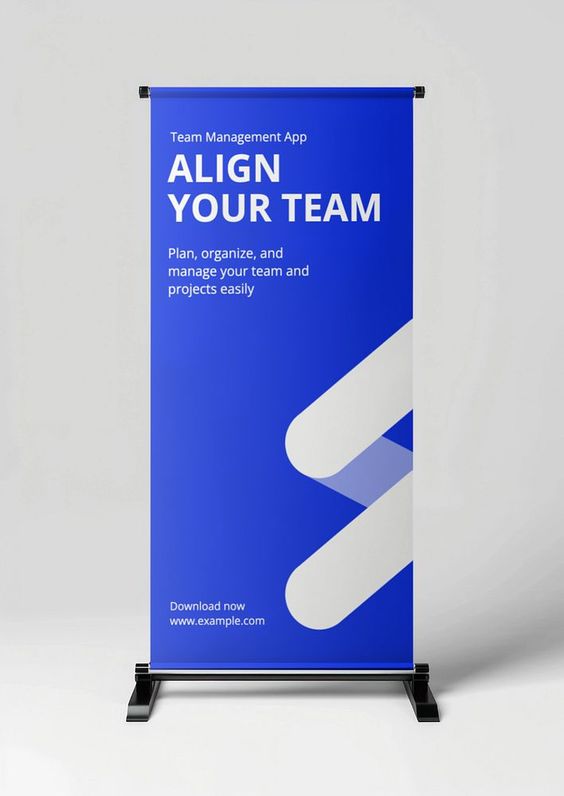 Team Management App
ALIGN
YOUR TEAM
Plan, organize, and
manage your team and
projects easily
Download now
www.example.com